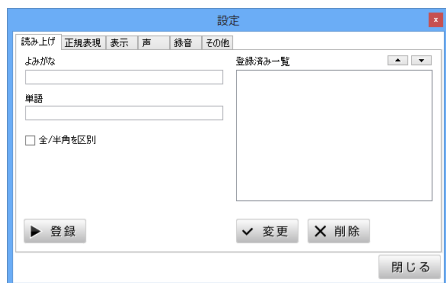 設定
x
読み上げ 正規表現 表示 声 録音 その他
よみがな
登録済み一覧
単語
全/半角を区別
登録
変更
削除
閉じる